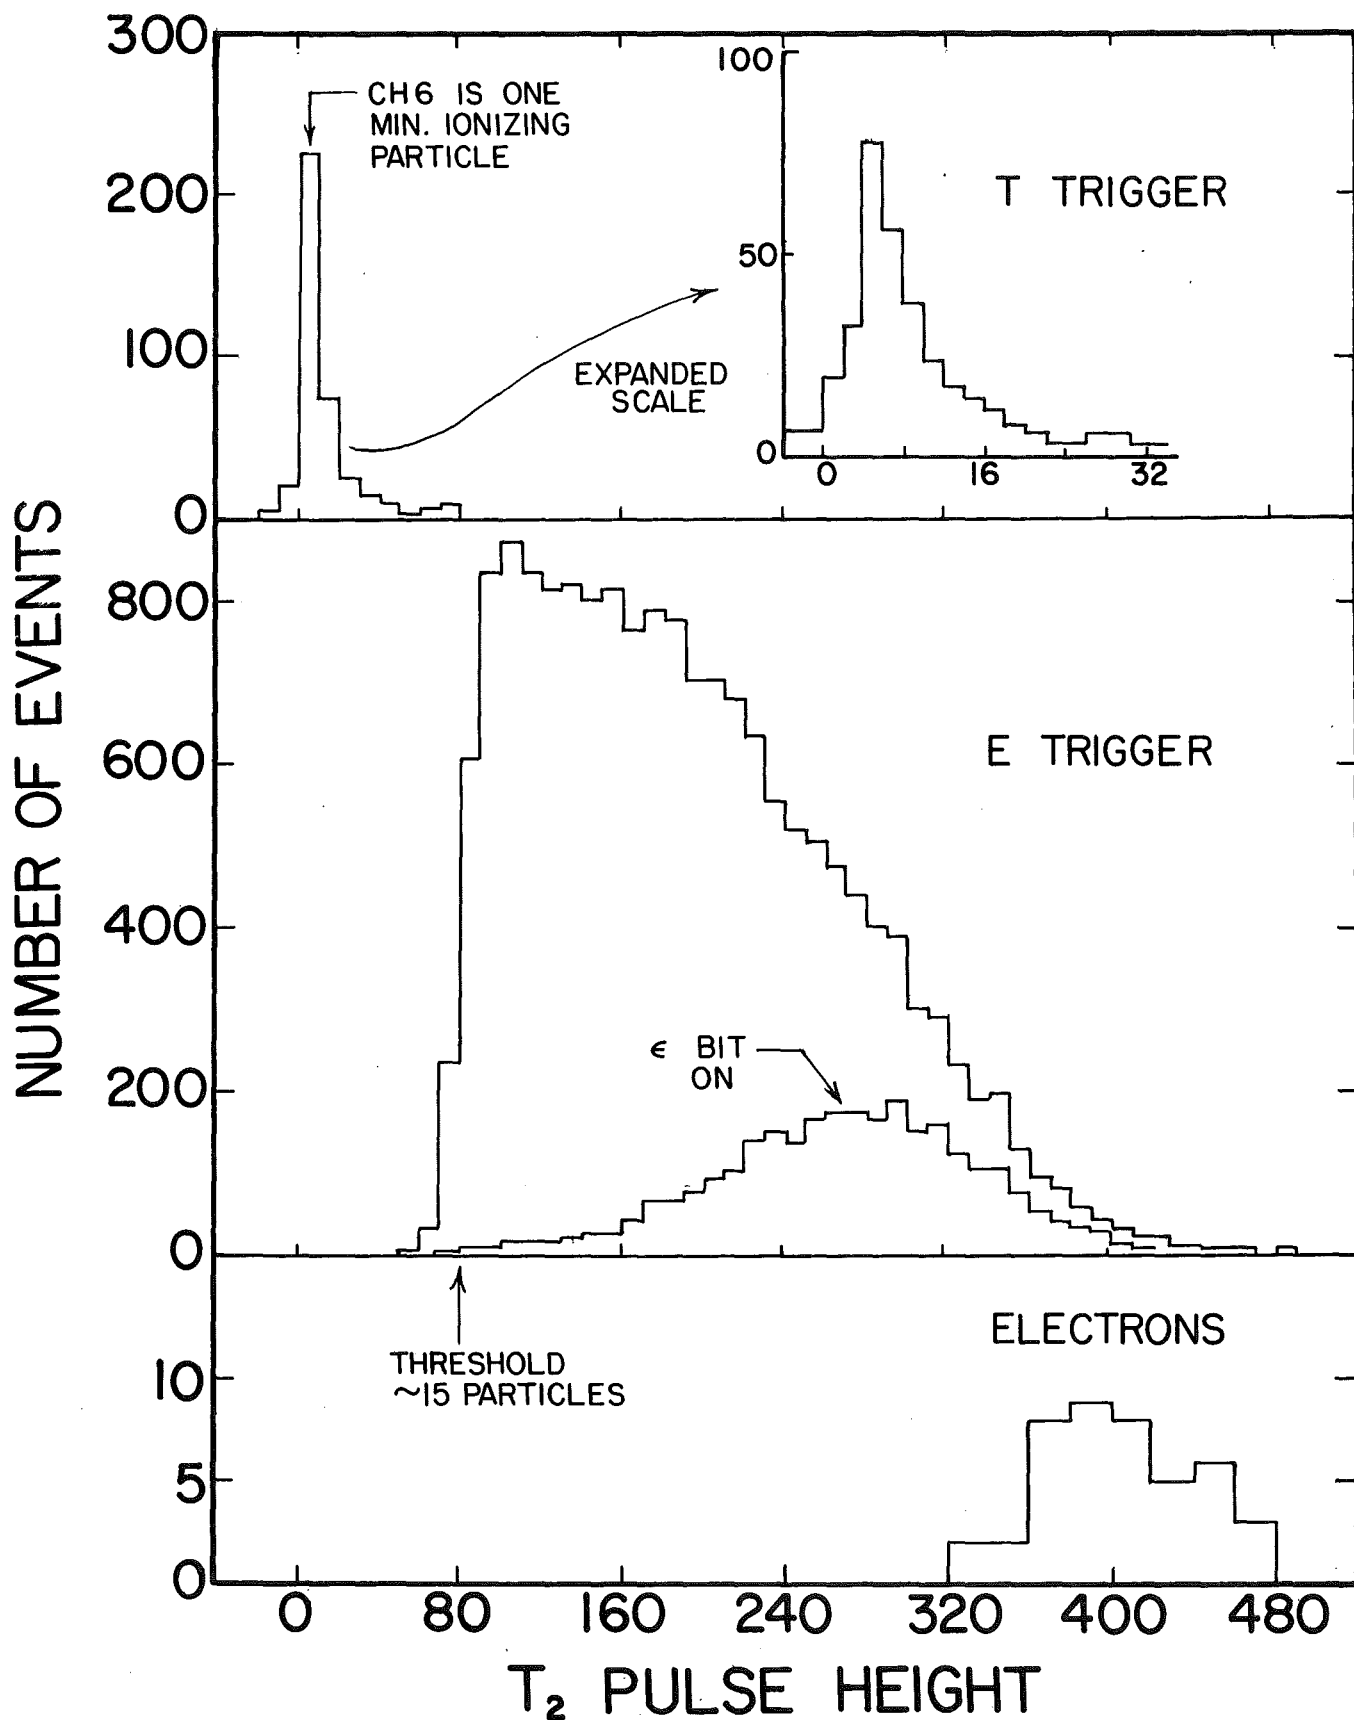 300
200
100
0
CH 6 IS ONE
MIN. IONIZING
PARTICLE
EXPANDED
SCALE
100
50
0
0 16 32
T TRIGGER
NUMBER OF EVENTS
800
600
400
200
0
E TRIGGER
ϵ BIT
ON
THRESHOLD
~15 PARTICLES
ELECTRONS
10
5
0
0 80 160 240 320 400 480
T₂ PULSE HEIGHT